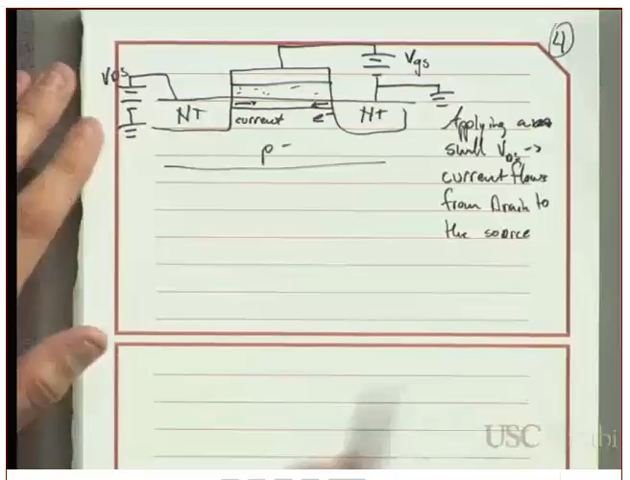 4
VDS
Vgs
N+
current
e-
N+
p-
Applying a
small VDS ->
current flows
from Drain to
the source
USC